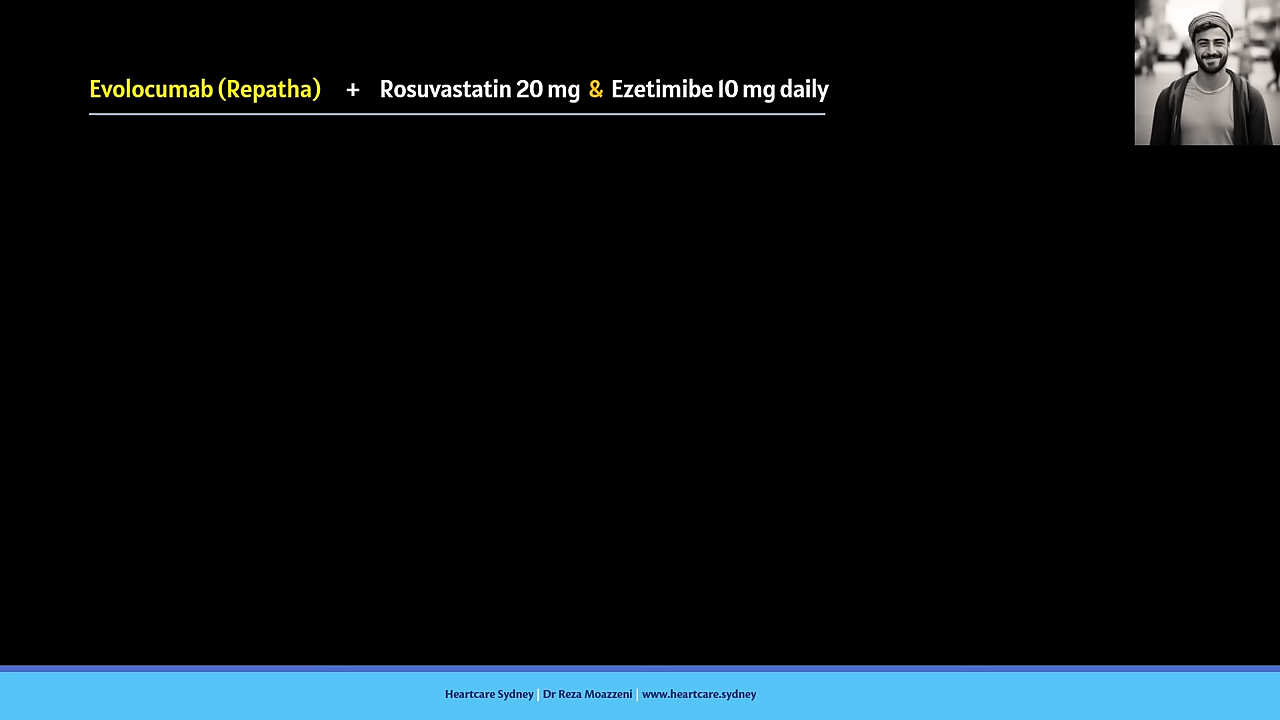 Evolocumab (Repatha) + Rosuvastatin 20 mg & Ezetimibe 10 mg daily
Heartcare Sydney | Dr Reza Moazzeni | www.heartcare.sydney